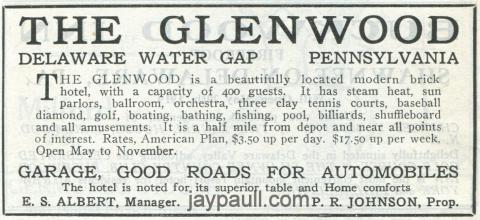 THE GLENWOOD
DELAWARE WATER GAP PENNSYLVANIA
THE GLENWOOD is a beautifully located modern brick
hotel, with a capacity of 400 guests. It has steam heat, sun
parlors, ballroom, orchestra, three clay tennis courts, baseball
diamond, golf, boating, bathing, fishing, pool, billiards, shuffleboard
and all amusements. It is a half mile from depot and near all points
of interest. Rates, American Plan, $3.50 up per day. $17.50 up per week.
Open May to November.
GARAGE, GOOD ROADS FOR AUTOMOBILES
The hotel is noted for its superior table and Home comforts
E. S. ALBERT, Manager. jaypaull.com P. R. JOHNSON, Prop.